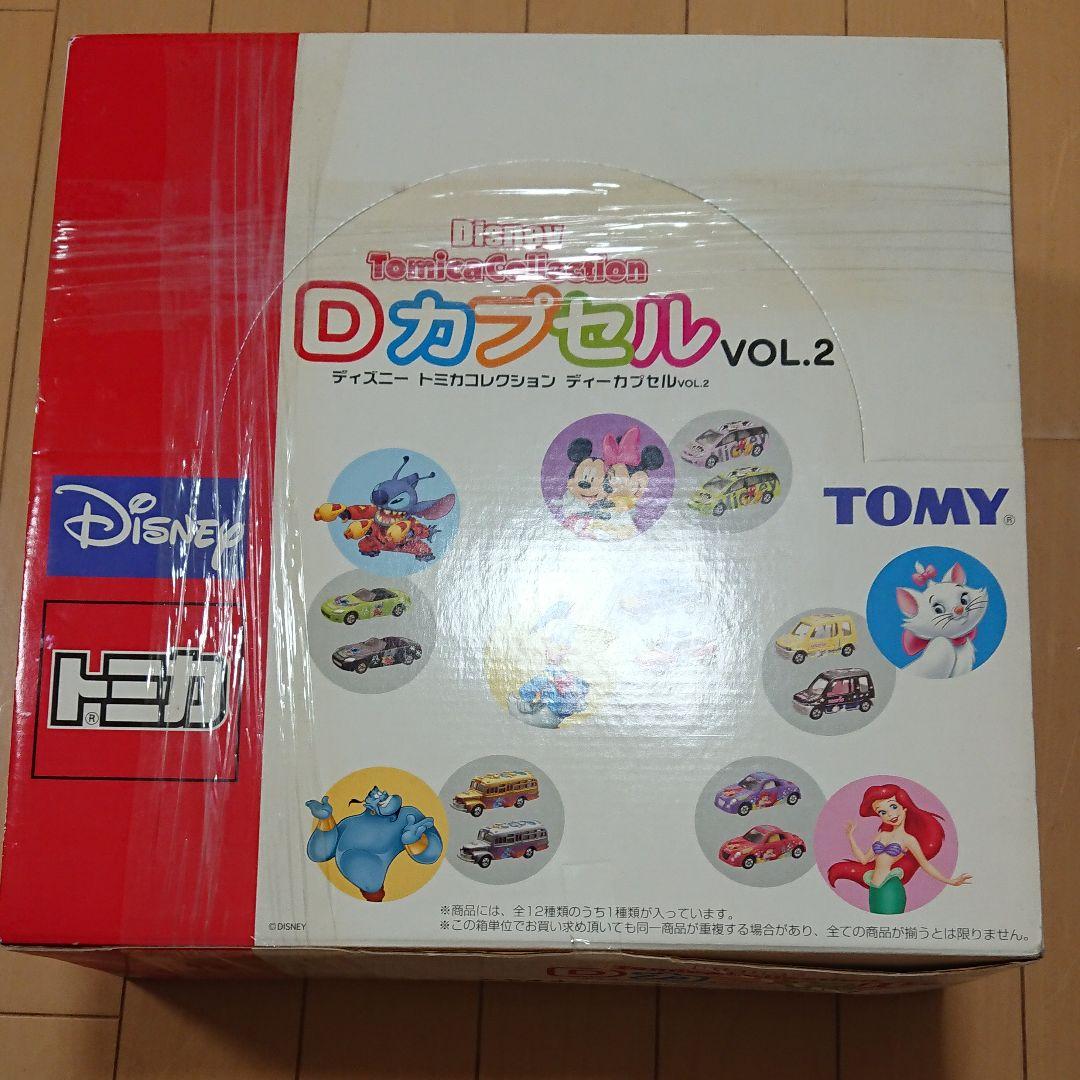 Disney
Tomica Collection
Dカプセル VOL.2
ディズニー トミカコレクション ディーカプセルVOL.2
DISNEY
TOMY®
トミカ®
※商品には、全12種類のうち1種類が入っています。
※この箱単位でお買い求め頂いても同一商品が重複する場合があり、全ての商品が揃うとは限りません。
©DISNEY